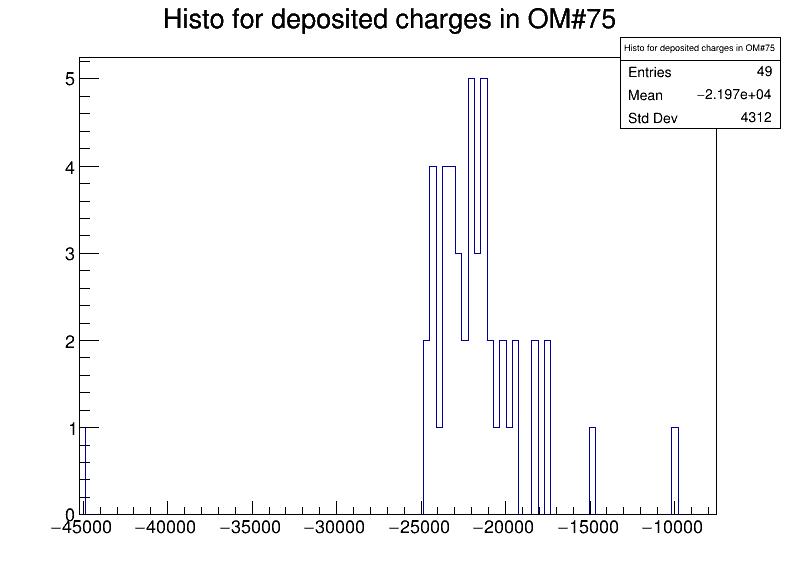 Histo for deposited charges in OM#75
Histo for deposited charges in OM#75
Entries 49
Mean −2.197e+04
Std Dev 4312
5
4
3
2
1
0
−45000 −40000 −35000 −30000 −25000 −20000 −15000 −10000